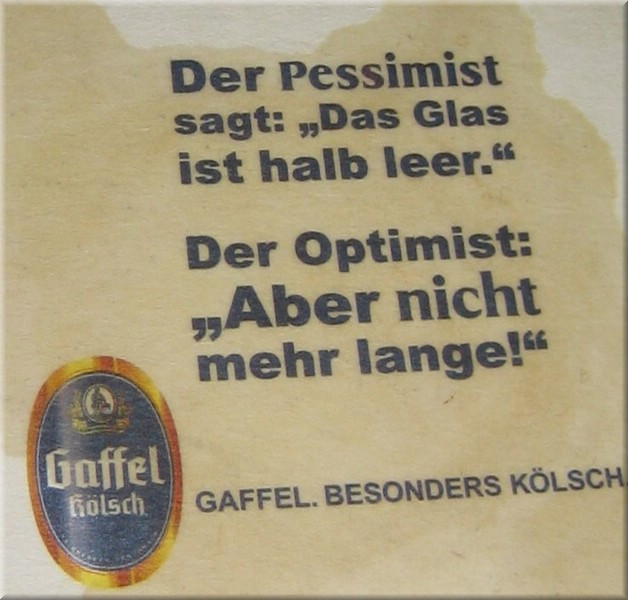 Der Pessimist
sagt: „Das Glas
ist halb leer.“
Der Optimist:
„Aber nicht
mehr lange!“
Gaffel
Kölsch
GAFFEL. BESONDERS KÖLSCH.